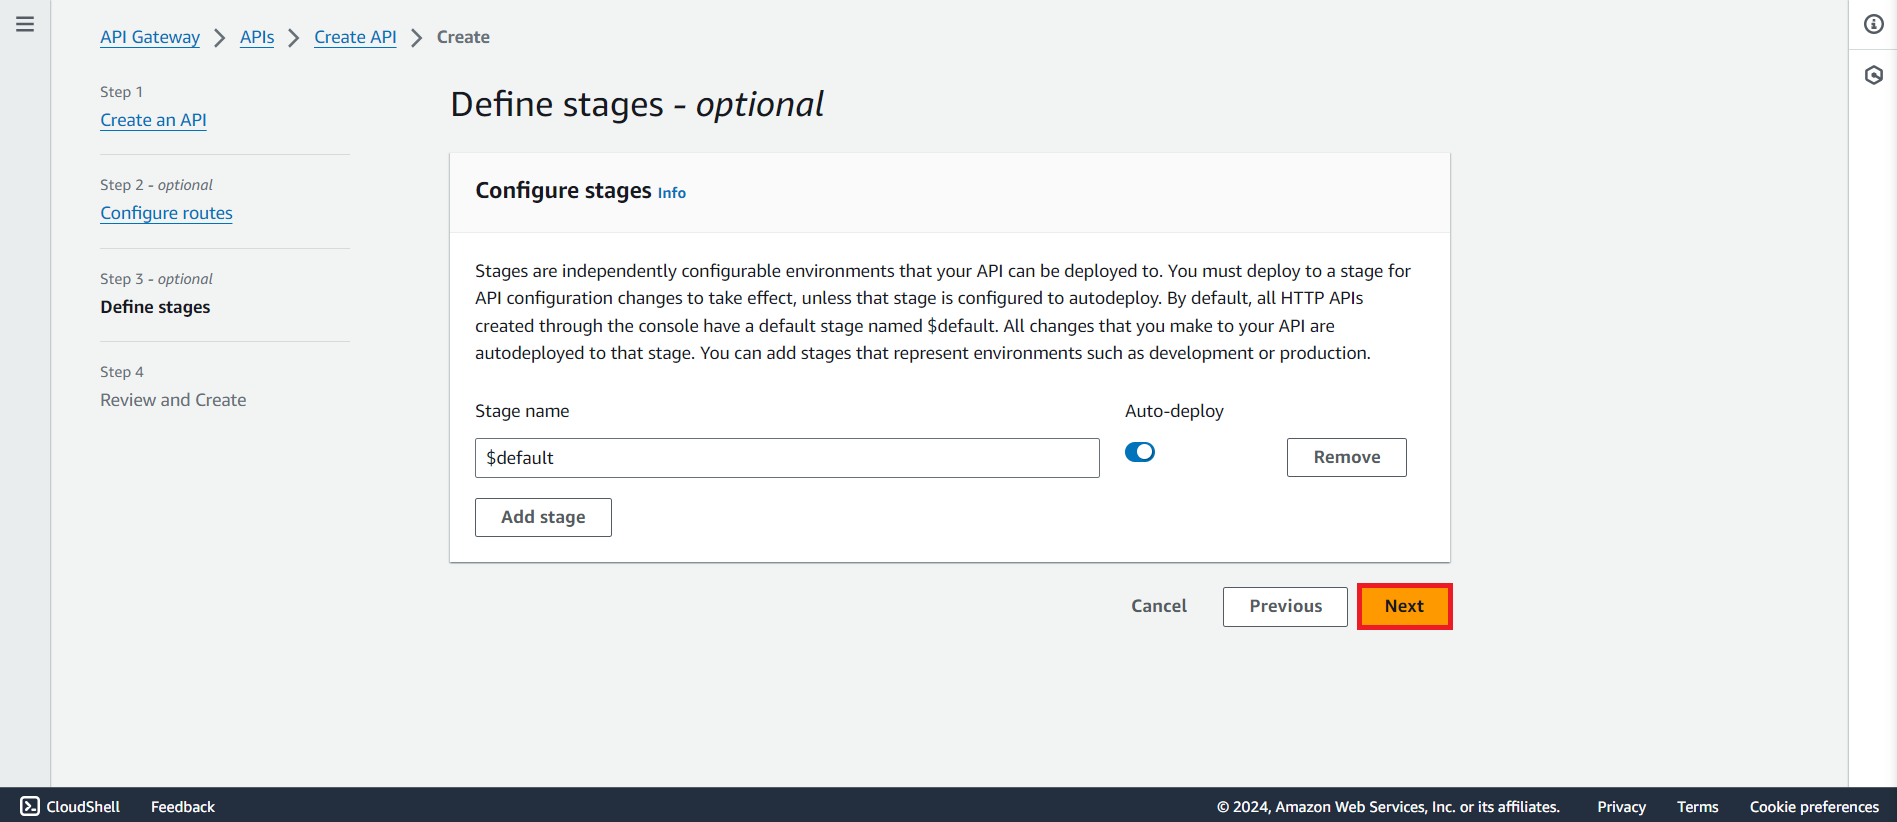 API Gateway
APIs
Create API
Create
Step 1
Create an API
Step 2 - optional
Configure routes
Step 3 - optional
Define stages
Step 4
Review and Create
Define stages - optional
Configure stages Info
Stages are independently configurable environments that your API can be deployed to. You must deploy to a stage for
API configuration changes to take effect, unless that stage is configured to autodeploy. By default, all HTTP APIs
created through the console have a default stage named $default. All changes that you make to your API are
autodeployed to that stage. You can add stages that represent environments such as development or production.
Stage name
Auto-deploy
$default
Remove
Add stage
Cancel
Previous
Next
CloudShell
Feedback
© 2024, Amazon Web Services, Inc. or its affiliates.
Privacy
Terms
Cookie preferences